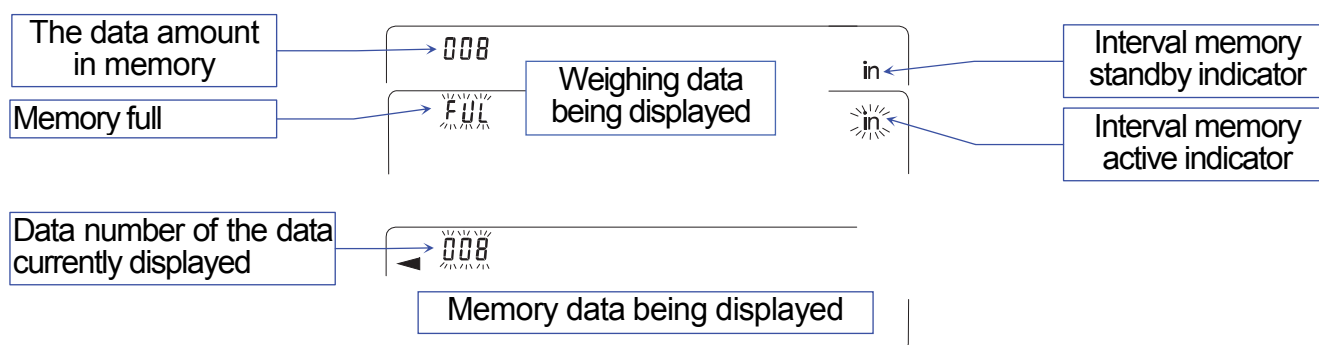 The data amount
in memory
008
Weighing data
being displayed
in
Interval memory
standby indicator
Memory full
FUL
in
Interval memory
active indicator
Data number of the data
currently displayed
008
Memory data being displayed